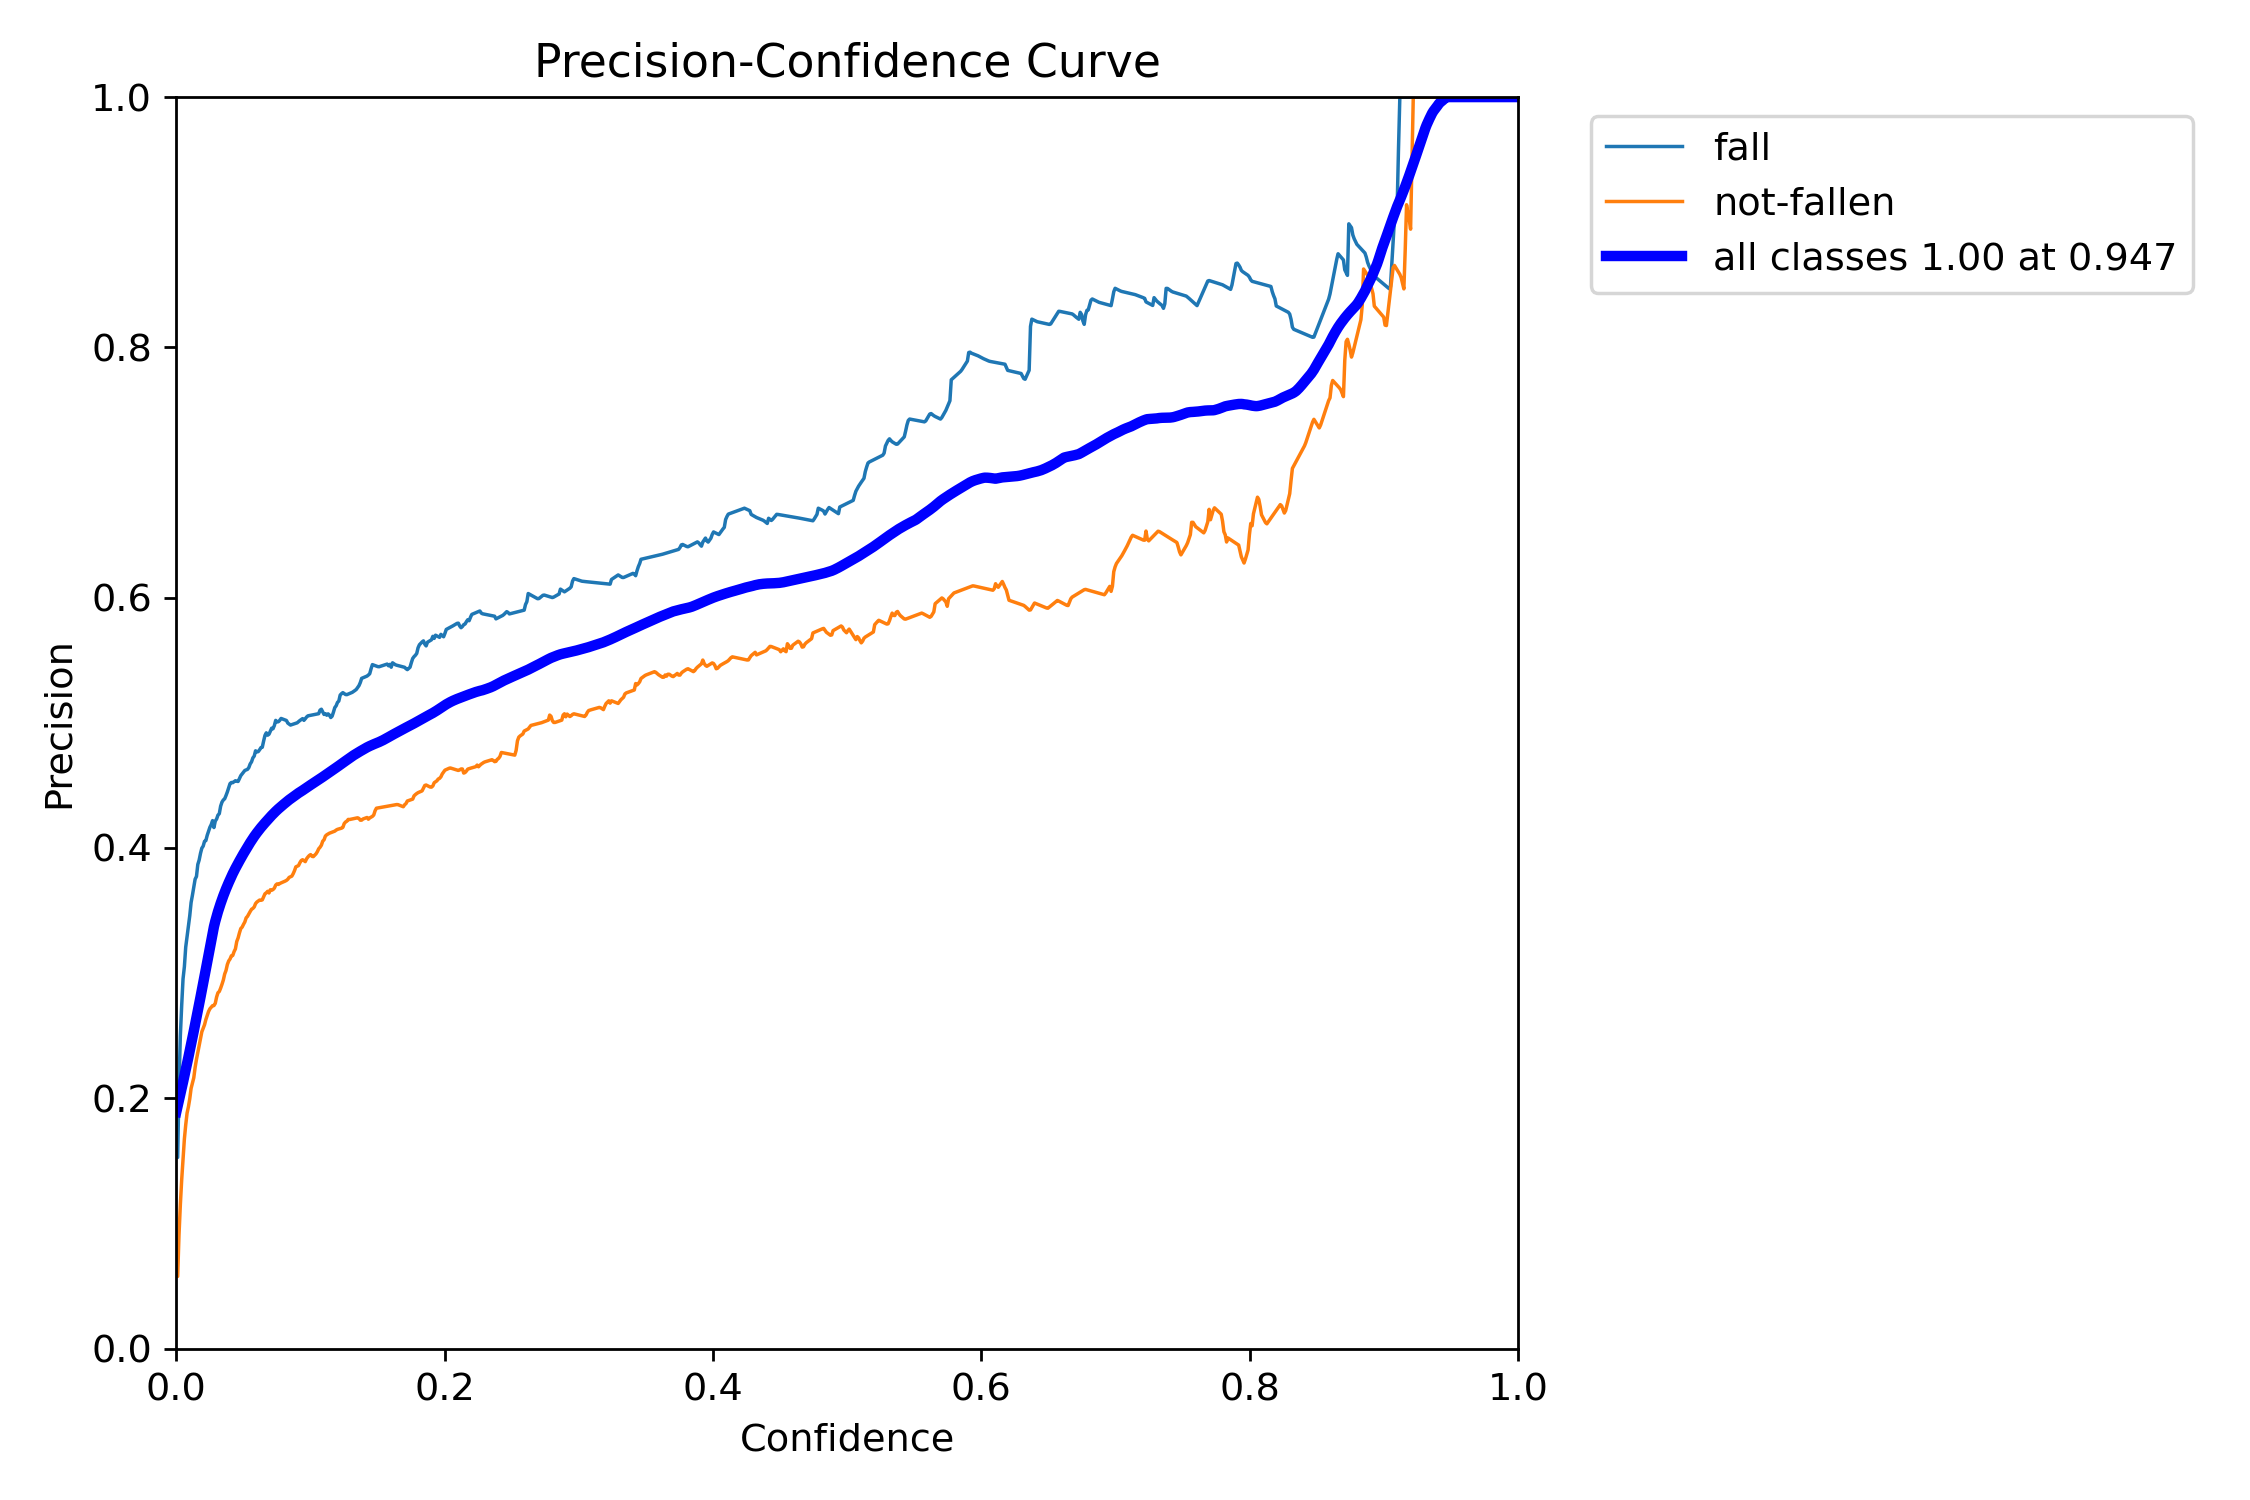 Precision-Confidence Curve
1.0
0.8
0.6
0.4
0.2
0.0
Precision
0.0 0.2 0.4 0.6 0.8 1.0
Confidence
fall
not-fallen
all classes 1.00 at 0.947